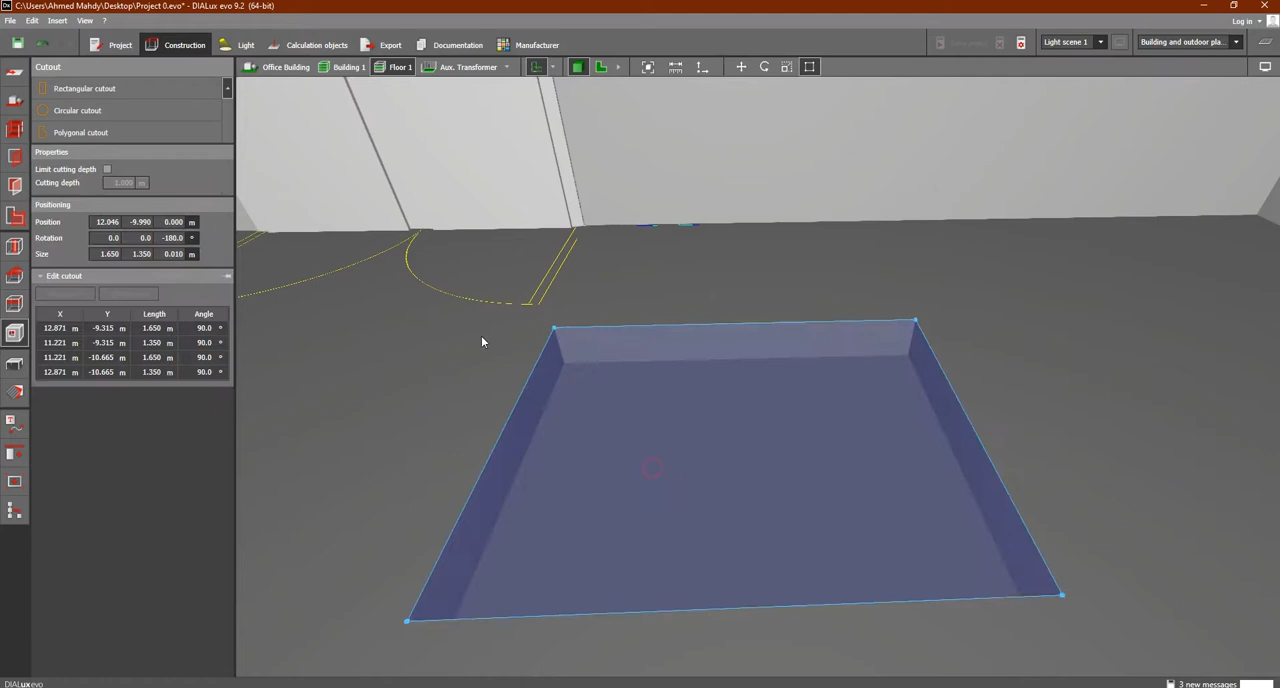 C:\Users\Ahmed Mahdy\Desktop\Project 0.evo* - DIALux evo 9.2 (64-bit)
File Edit Insert View ?
Log in
Project Construction Light Calculation objects Export Documentation Manufacturer
Light scene 1
Building and outdoor pla...
Cutout
Office Building Building 1 Floor 1 Aux. Transformer
Rectangular cutout
Circular cutout
Polygonal cutout
Properties
Limit cutting depth
Cutting depth 1.000 m
Positioning
Position 12.046 -9.990 0.000 m
Rotation 0.0 0.0 -180.0 °
Size 1.650 1.350 0.010 m
Edit cutout
X Y Length Angle
12.871 m -9.315 m 1.650 m 90.0 °
11.221 m -9.315 m 1.350 m 90.0 °
11.221 m -10.665 m 1.650 m 90.0 °
12.871 m -10.665 m 1.350 m 90.0 °
DIALux evo
3 new messages